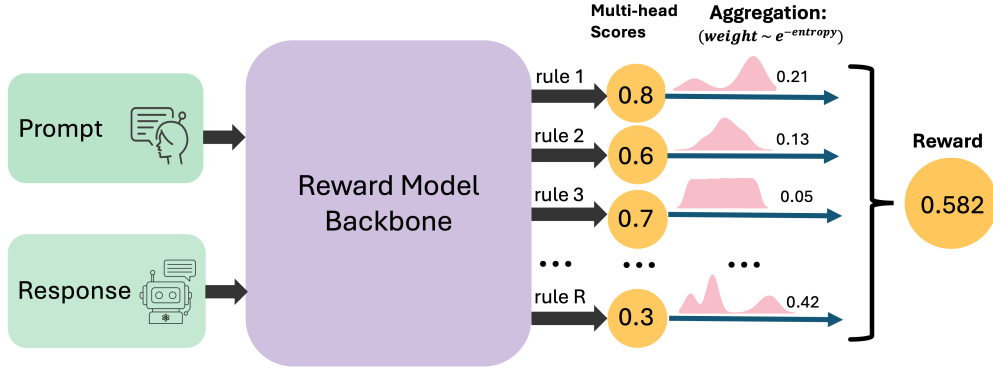 Prompt
Response
Reward Model
Backbone
Multi-head
Scores
Aggregation:
(weight ~ e^{-entropy})
rule 1
0.8
0.21
rule 2
0.6
0.13
rule 3
0.7
0.05
... ... ...
rule R
0.3
0.42
Reward
0.582